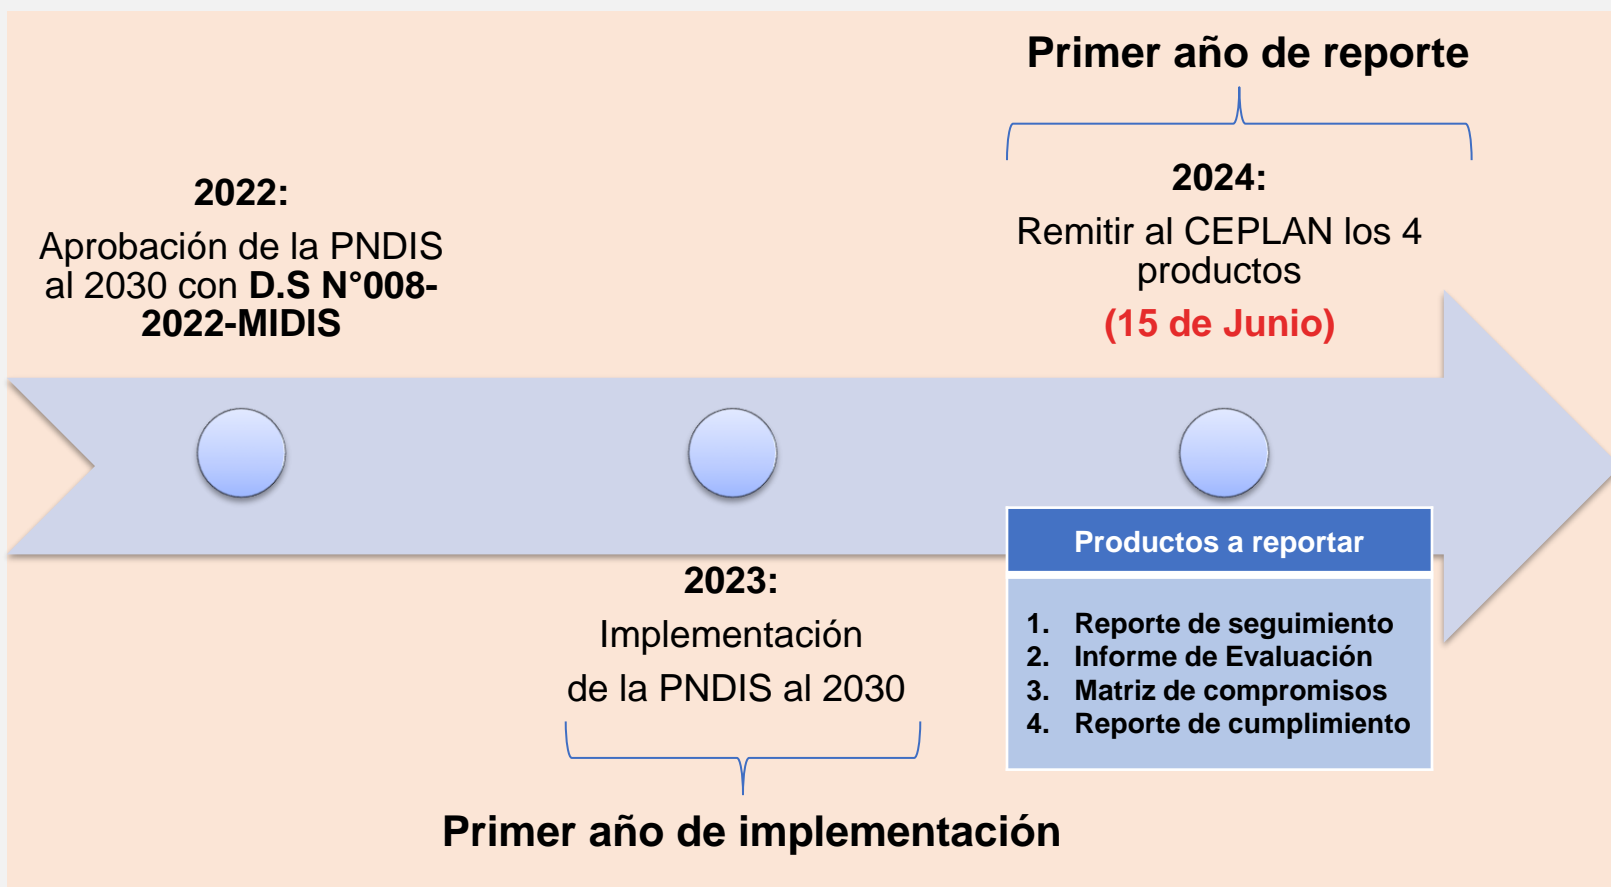 Primer año de reporte
2022:
Aprobación de la PNDIS
al 2030 con D.S N°008-
2022-MIDIS
2024:
Remitir al CEPLAN los 4
productos
(15 de Junio)
2023:
Implementación
de la PNDIS al 2030
Primer año de implementación
Productos a reportar
1. Reporte de seguimiento
2. Informe de Evaluación
3. Matriz de compromisos
4. Reporte de cumplimiento